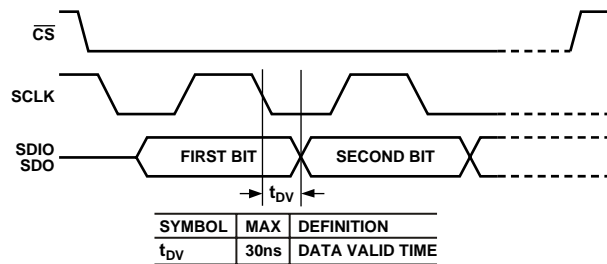 CS
SCLK
SDIO
SDO
FIRST BIT
SECOND BIT
tDV
SYMBOL MAX DEFINITION
tDV 30ns DATA VALID TIME